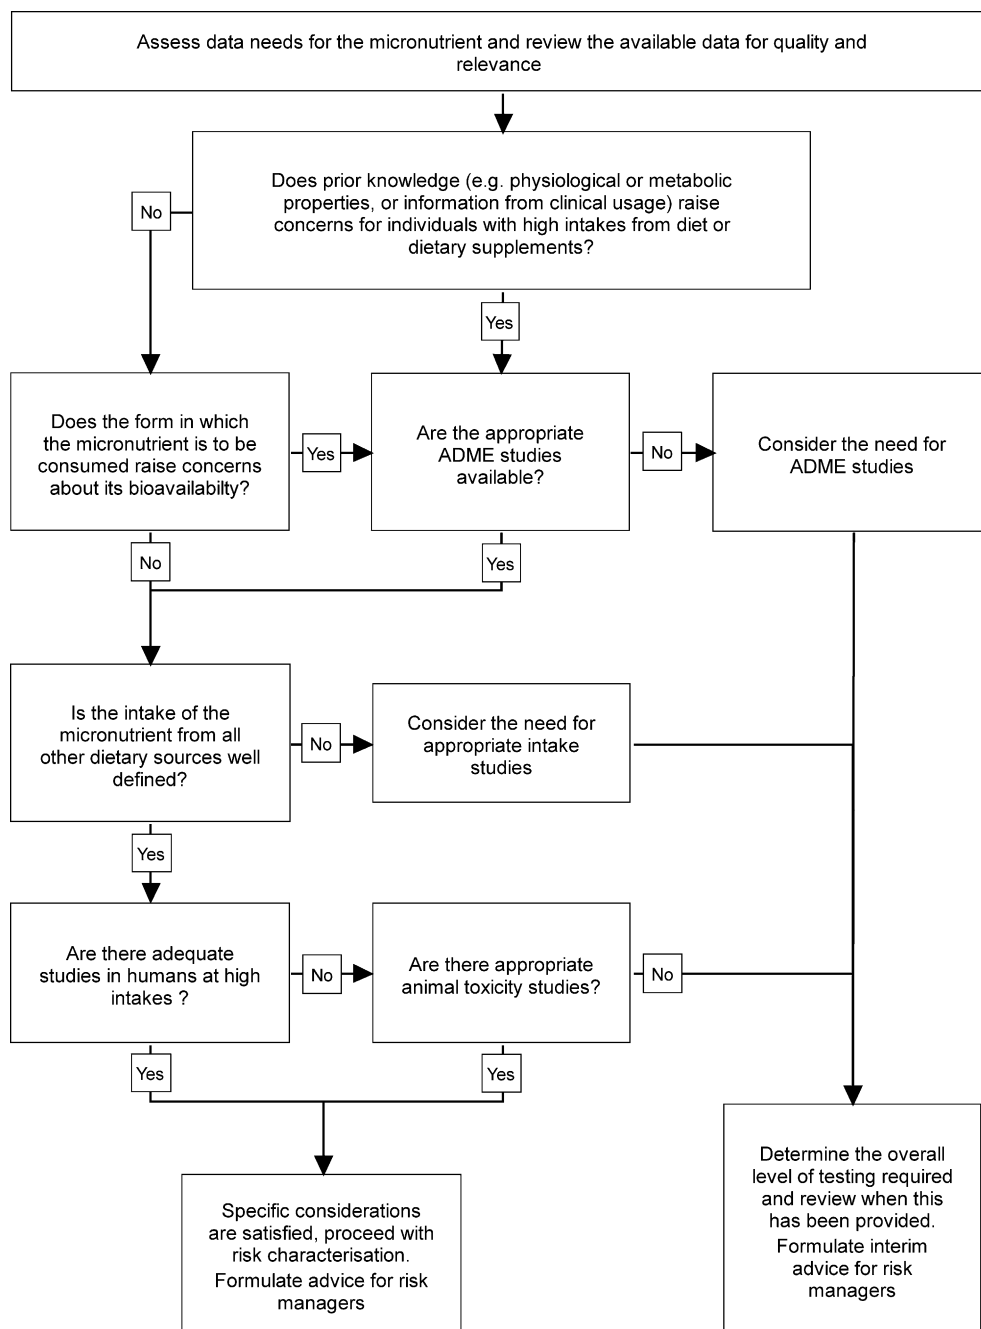 Assess data needs for the micronutrient and review the available data for quality and
relevance
Does prior knowledge (e.g. physiological or metabolic
properties, or information from clinical usage) raise
concerns for individuals with high intakes from diet or
dietary supplements?
No
Yes
Does the form in which
the micronutrient is to be
consumed raise concerns
about its bioavailabilty?
Yes
Are the appropriate
ADME studies
available?
No
Consider the need for
ADME studies
No
Yes
Is the intake of the
micronutrient from all
other dietary sources well
defined?
No
Consider the need for
appropriate intake
studies
Yes
Are there adequate
studies in humans at high
intakes ?
No
Are there appropriate
animal toxicity studies?
No
Yes
Yes
Specific considerations
are satisfied, proceed with
risk characterisation.
Formulate advice for risk
managers
Determine the overall
level of testing required
and review when this
has been provided.
Formulate interim
advice for risk
managers